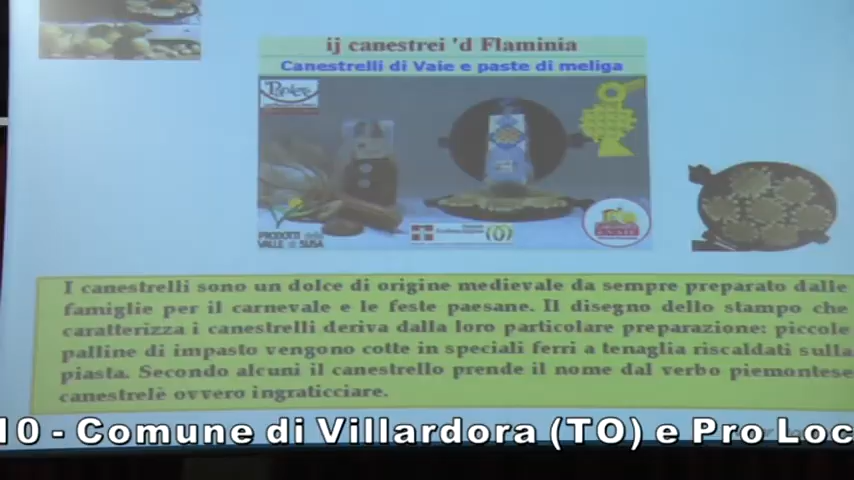 ij canestrei 'd Flaminia
Canestrelli di Vaie e paste di meliga
PRODOTTI della
VALLE di SUSA
I canestrelli sono un dolce di origine medievale da sempre preparato dalle
famiglie per il carnevale e le feste paesane. Il disegno dello stampo che
caratterizza i canestrelli deriva dalla loro particolare preparazione: piccole
palline di impasto vengono cotte in speciali ferri a tenaglia riscaldati sulla
piasta. Secondo alcuni il canestrello prende il nome dal verbo piemontese
canestrelè ovvero ingraticciare.
10 - Comune di Villardora (TO) e Pro Loc